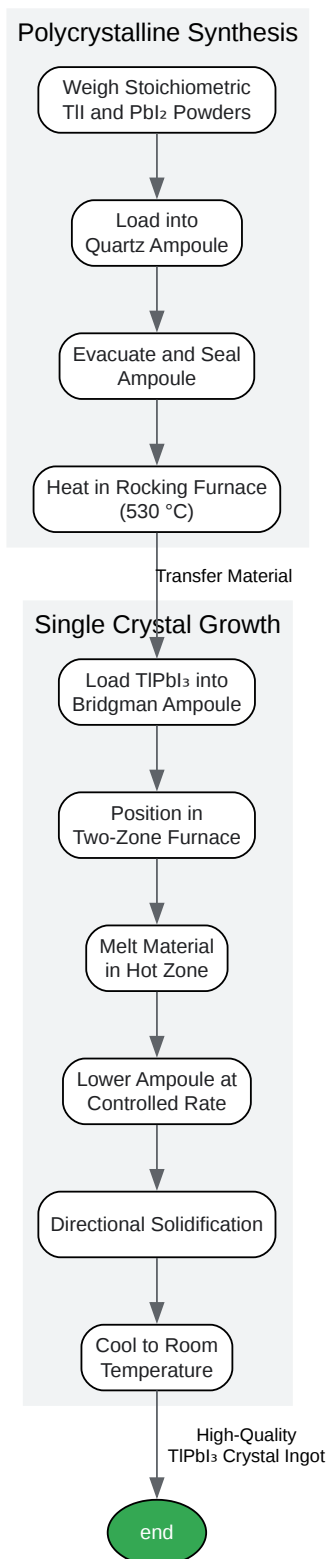 Polycrystalline Synthesis
Weigh Stoichiometric
TlI and PbI₂ Powders
Load into
Quartz Ampoule
Evacuate and Seal
Ampoule
Heat in Rocking Furnace
(530 °C)
Transfer Material
Single Crystal Growth
Load TlPbI₃ into
Bridgman Ampoule
Position in
Two-Zone Furnace
Melt Material
in Hot Zone
Lower Ampoule at
Controlled Rate
Directional Solidification
Cool to Room
Temperature
High-Quality
TlPbI₃ Crystal Ingot
end